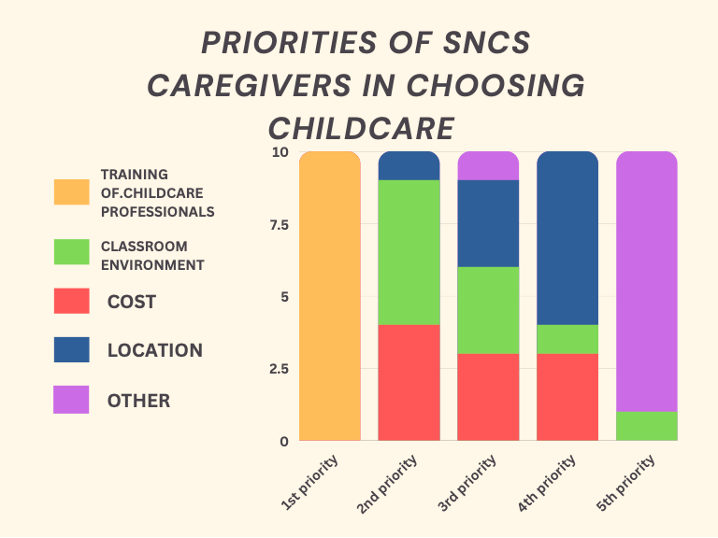 PRIORITIES OF SNCS
CAREGIVERS IN CHOOSING
CHILDCARE
TRAINING
OF.CHILDCARE
PROFESSIONALS
CLASSROOM
ENVIRONMENT
COST
LOCATION
OTHER
10
7.5
5
2.5
0
1st priority
2nd priority
3rd priority
4th priority
5th priority